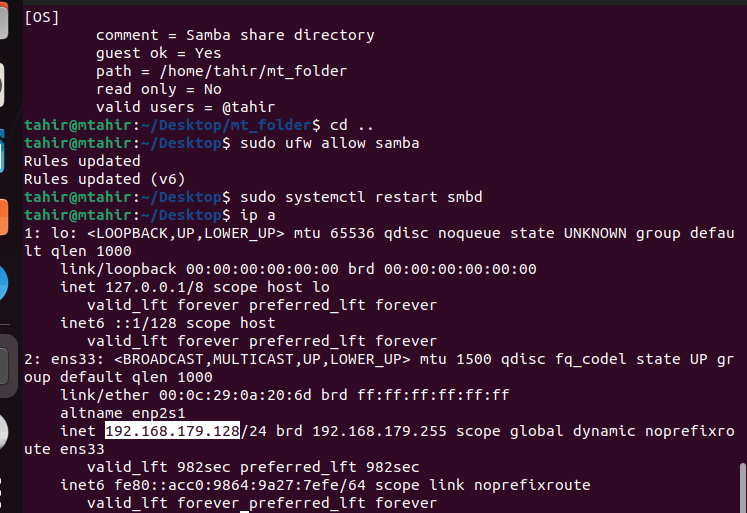 [OS]
comment = Samba share directory
guest ok = Yes
path = /home/tahir/mt_folder
read only = No
valid users = @tahir
tahir@mtahir:~/Desktop/mt_folder$ cd ..
tahir@mtahir:~/Desktop$ sudo ufw allow samba
Rules updated
Rules updated (v6)
tahir@mtahir:~/Desktop$ sudo systemctl restart smbd
tahir@mtahir:~/Desktop$ ip a
1: lo: <LOOPBACK,UP,LOWER_UP> mtu 65536 qdisc noqueue state UNKNOWN group defau
lt qlen 1000
link/loopback 00:00:00:00:00:00 brd 00:00:00:00:00:00
inet 127.0.0.1/8 scope host lo
valid_lft forever preferred_lft forever
inet6 ::1/128 scope host
valid_lft forever preferred_lft forever
2: ens33: <BROADCAST,MULTICAST,UP,LOWER_UP> mtu 1500 qdisc fq_codel state UP gr
oup default qlen 1000
link/ether 00:0c:29:0a:20:6d brd ff:ff:ff:ff:ff:ff
altname enp2s1
inet 192.168.179.128/24 brd 192.168.179.255 scope global dynamic noprefixro
ute ens33
valid_lft 982sec preferred_lft 982sec
inet6 fe80::acc0:9864:9a27:7efe/64 scope link noprefixroute
valid_lft forever preferred_lft forever